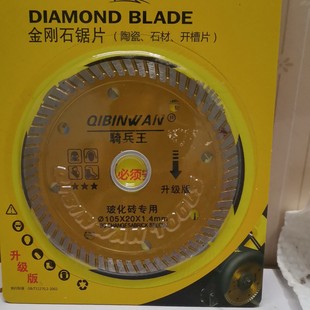 DIAMOND BLADE
金刚石锯片（陶瓷、石材、开槽片）
QIBINWAN®
骑兵王
升级版
必须
玻化砖专用
Ø105X20X1.4mm
升级版